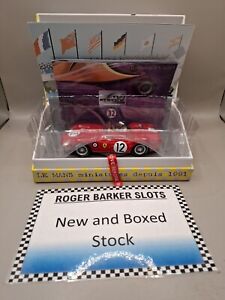 12
LE MANS miniatures depuis 1991
ROGER BARKER SLOTS
New and Boxed
Stock